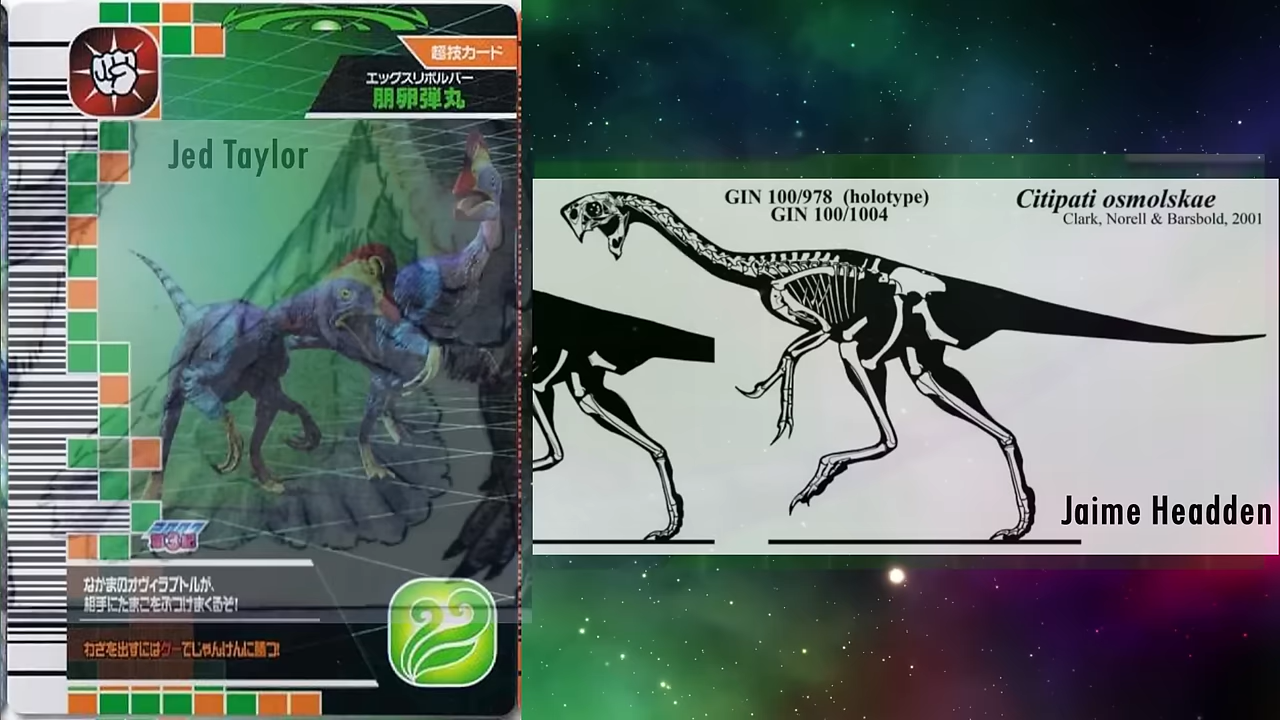 超技カード
エッグスリボルバー
朋卵弾丸
Jed Taylor
なかまのオヴィラプトルが、
相手にたまごをぶつけまくるぞ!
わざを出すにはグーでじゃんけんに勝つ!
GIN 100/978 (holotype)
GIN 100/1004
Citipati osmolskae
Clark, Norell & Barsbold, 2001
Jaime Headden